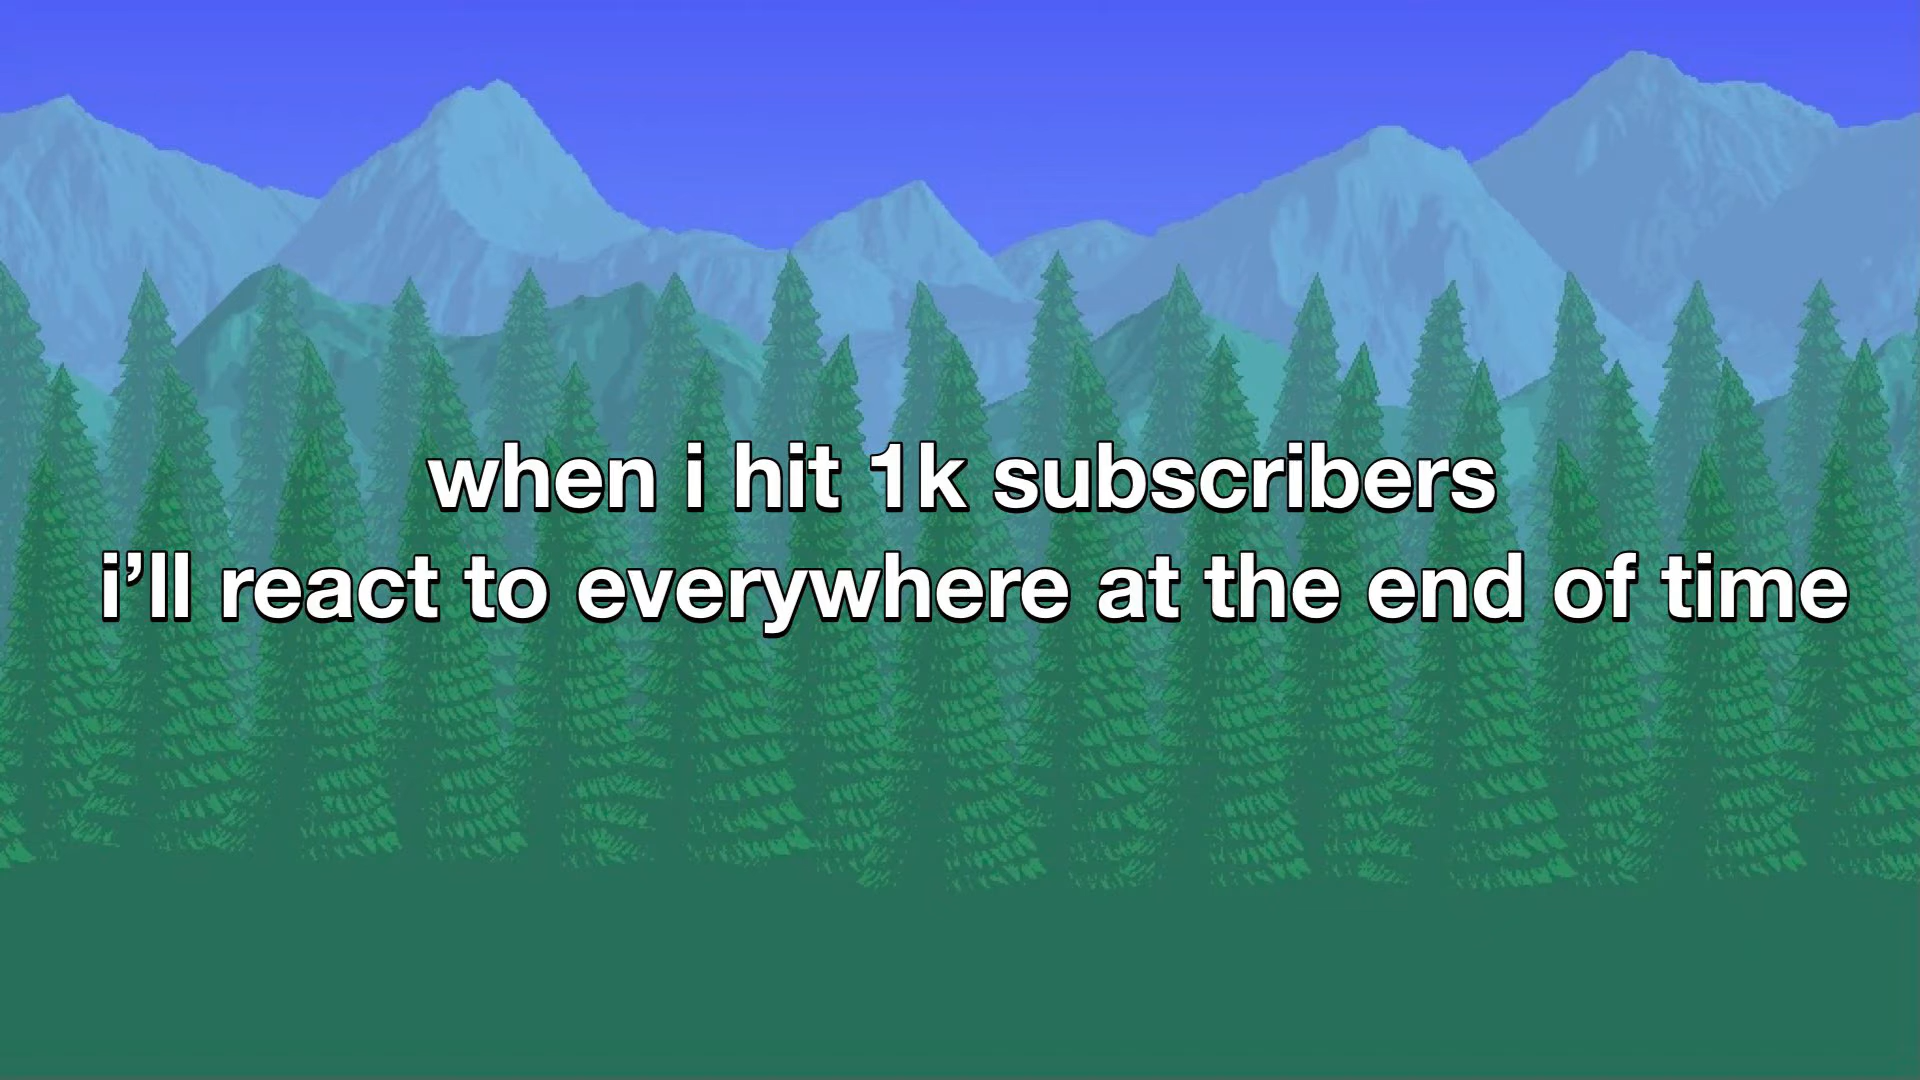 when i hit 1k subscribers
i’ll react to everywhere at the end of time